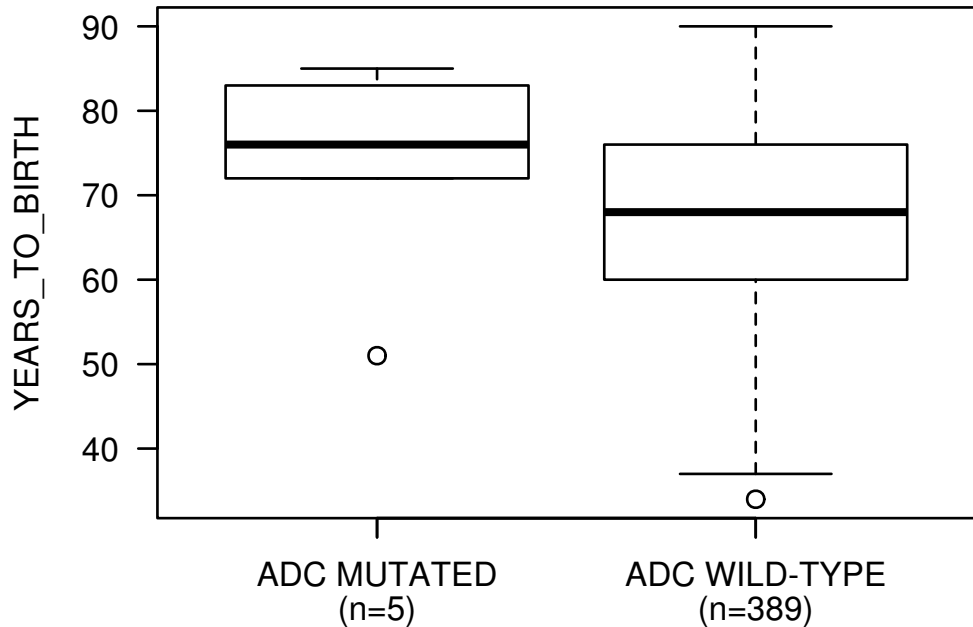 YEARS_TO_BIRTH
90
80
70
60
50
40
ADC MUTATED
(n=5)
ADC WILD-TYPE
(n=389)